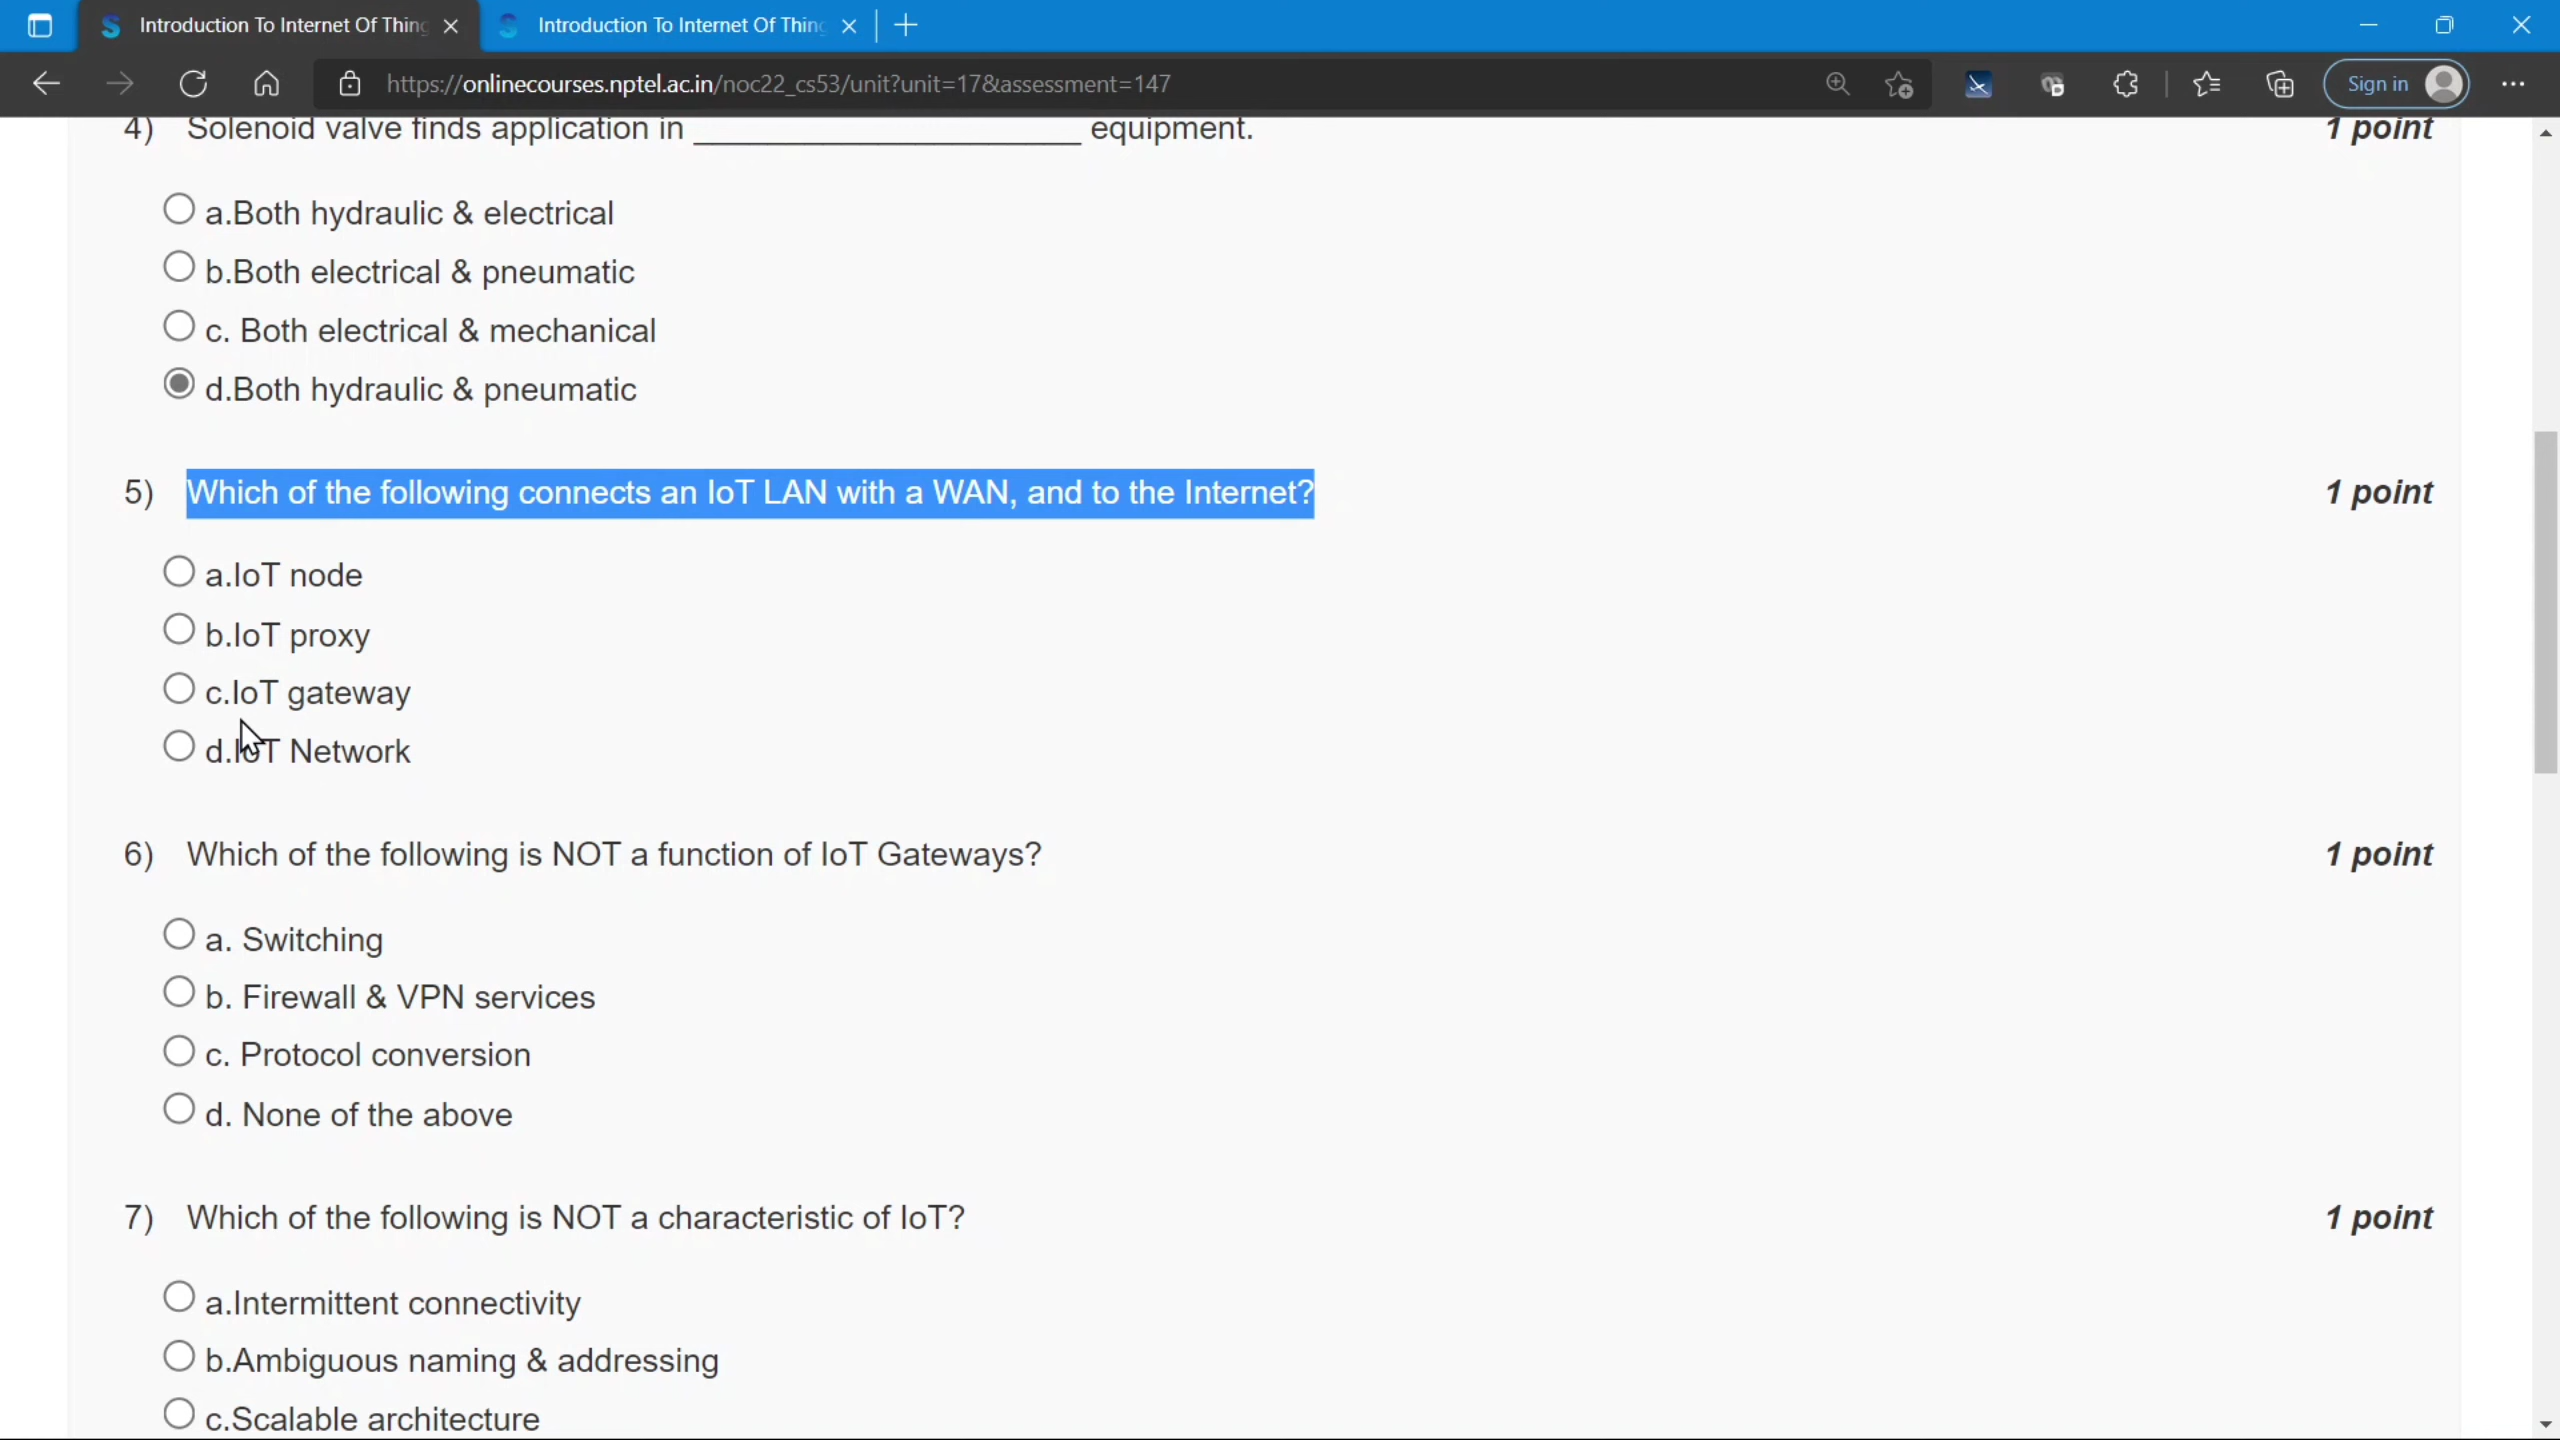 Introduction To Internet Of Thing
Introduction To Internet Of Thing
https://onlinecourses.nptel.ac.in/noc22_cs53/unit?unit=17&assessment=147
Sign in
4) Solenoid valve finds application in ____________________ equipment. 1 point
a.Both hydraulic & electrical
b.Both electrical & pneumatic
c. Both electrical & mechanical
d.Both hydraulic & pneumatic
5) Which of the following connects an IoT LAN with a WAN, and to the Internet? 1 point
a.IoT node
b.IoT proxy
c.IoT gateway
d.IoT Network
6) Which of the following is NOT a function of IoT Gateways? 1 point
a. Switching
b. Firewall & VPN services
c. Protocol conversion
d. None of the above
7) Which of the following is NOT a characteristic of IoT? 1 point
a.Intermittent connectivity
b.Ambiguous naming & addressing
c.Scalable architecture